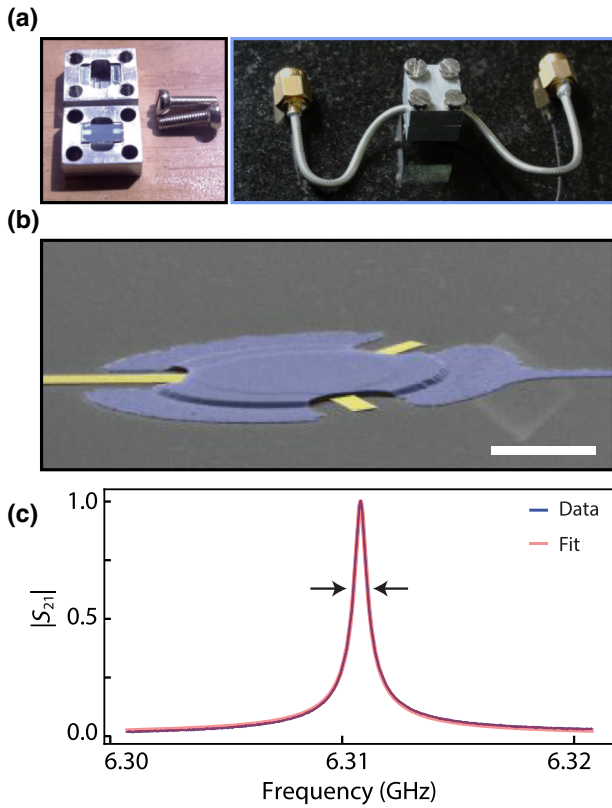 (a)
(b)
(c)
1.0
0.5
0.0
|S21|
Data
Fit
6.30
6.31
6.32
Frequency (GHz)